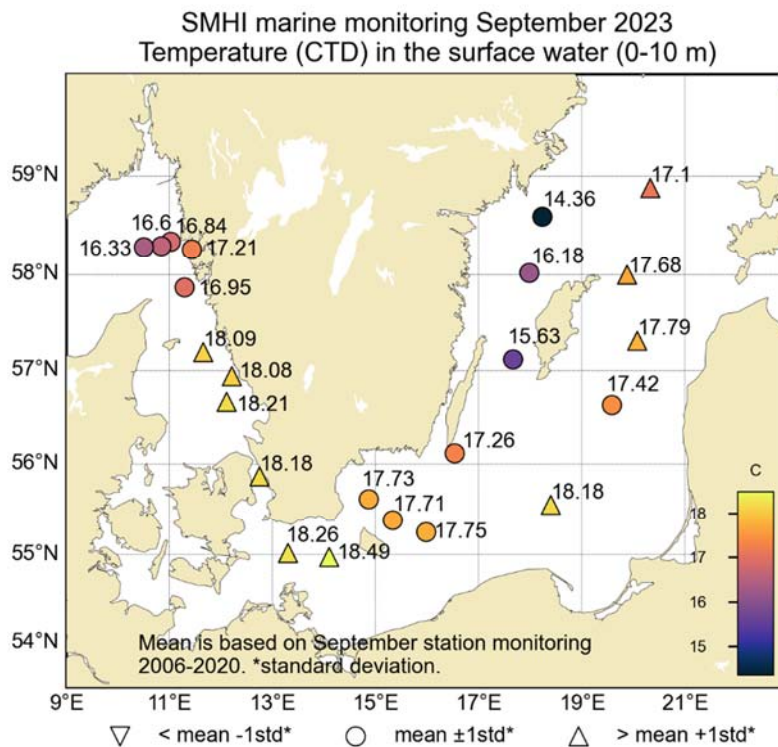 SMHI marine monitoring September 2023
Temperature (CTD) in the surface water (0-10 m)
59°N
58°N
57°N
56°N
55°N
54°N
17.1
14.36
16.6
16.84
16.33
17.21
16.18
17.68
16.95
18.09
15.63
17.79
18.08
17.42
18.21
17.26
18.18
17.73
18.18
17.71
17.75
18.26
18.49
C
18
17
16
15
Mean is based on September station monitoring
2006-2020. *standard deviation.
9°E 11°E 13°E 15°E 17°E 19°E 21°E
< mean -1std* mean ±1std* > mean +1std*